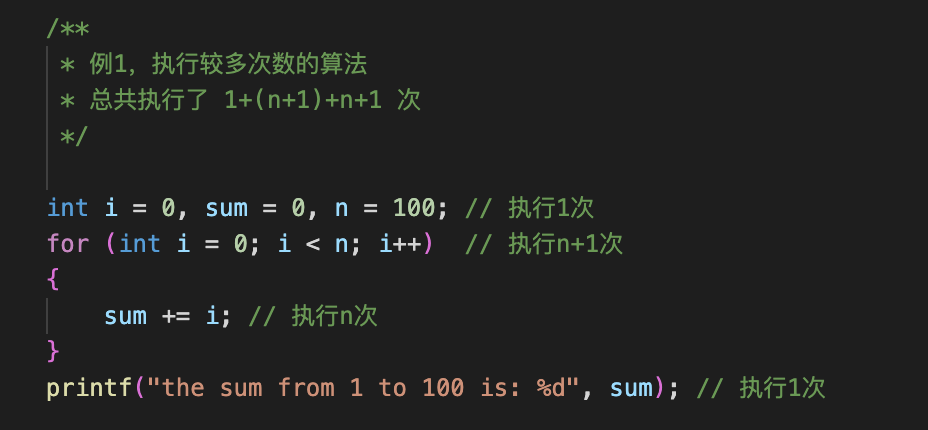 /**
 * 例1，执行较多次数的算法
 * 总共执行了 1+(n+1)+n+1 次
 */
int i = 0, sum = 0, n = 100; // 执行1次
for (int i = 0; i < n; i++)  // 执行n+1次
{
    sum += i; // 执行n次
}
printf("the sum from 1 to 100 is: %d", sum); // 执行1次